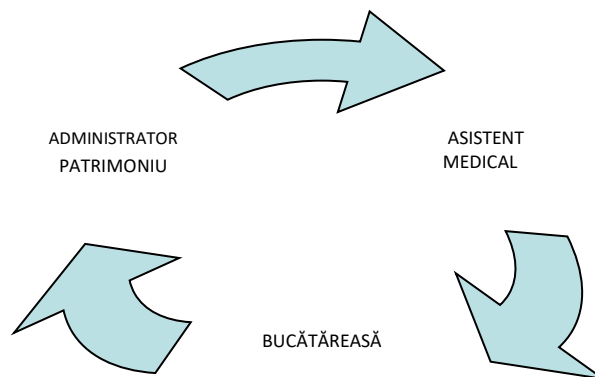 ADMINISTRATOR
PATRIMONIU
ASISTENT
MEDICAL
BUCĂTĂREASĂ